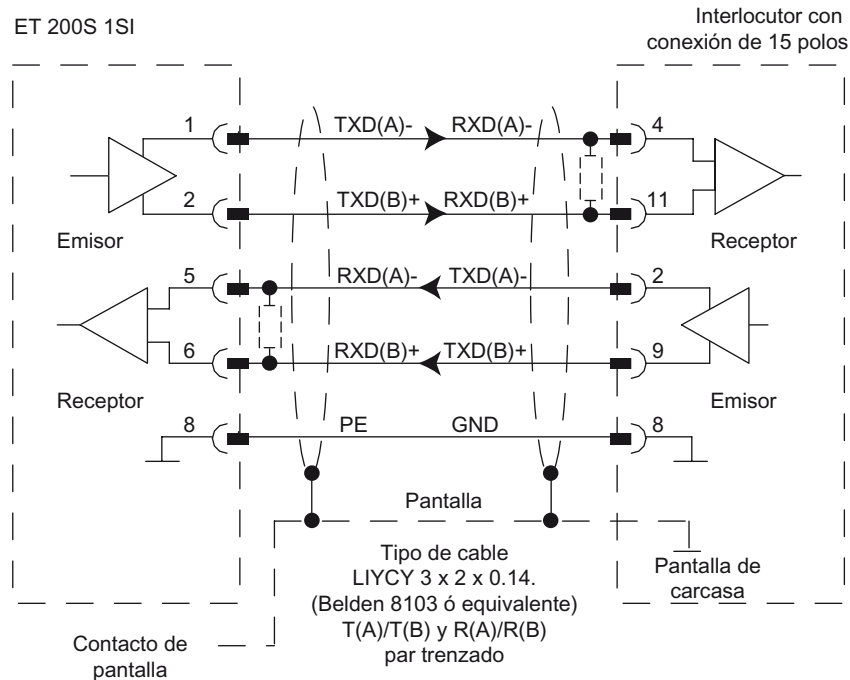 ET 200S 1SI
Interlocutor con
conexión de 15 polos
1 TXD(A)- RXD(A)- 4
2 TXD(B)+ RXD(B)+ 11
Emisor Receptor
5 RXD(A)- TXD(A)- 2
6 RXD(B)+ TXD(B)+ 9
Receptor Emisor
8 PE GND 8
Pantalla
Tipo de cable
LIYCY 3 x 2 x 0.14.
(Belden 8103 ó equivalente)
T(A)/T(B) y R(A)/R(B)
par trenzado
Pantalla de
carcasa
Contacto de
pantalla